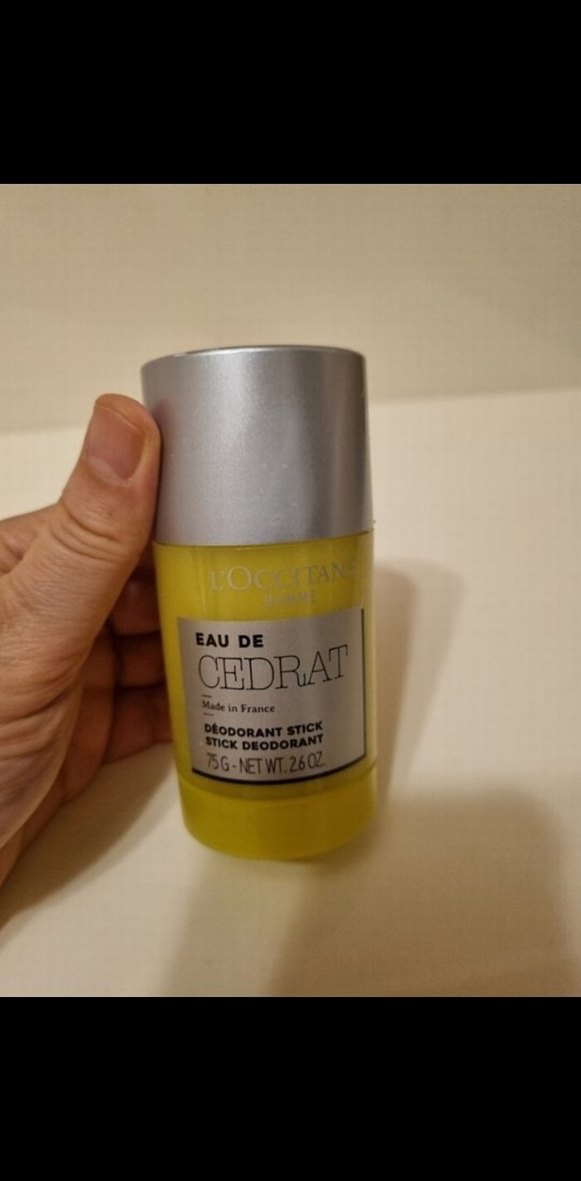 L'OCCITANE
EAU DE
CEDRAT
Made in France
DÉODORANT STICK
STICK DEODORANT
75 G - NET WT. 2.6 OZ.